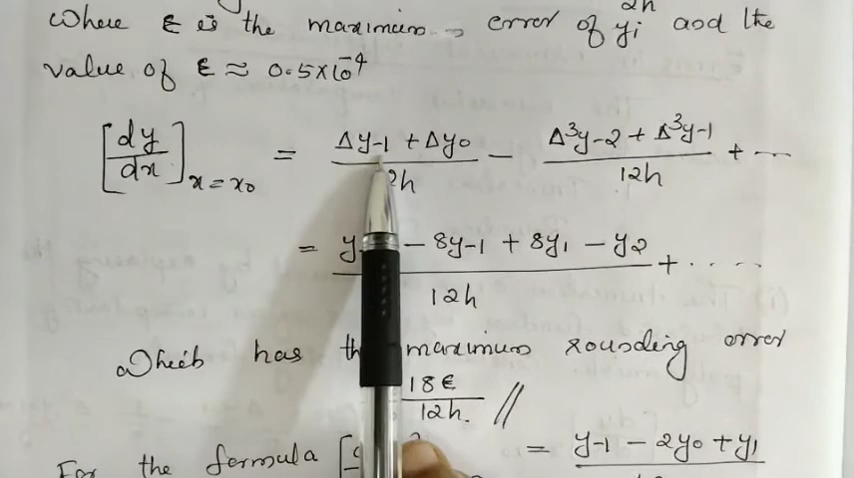 2h
where ε is the maximum error of yi and the
value of ε ≈ 0.5×10⁻⁴
[dy/dx]x=x0 = (Δy-1 + Δy0)/2h − (Δ³y-2 + Δ³y-1)/12h + ...
= − 8y-1 + 8y1 − y2 / 12h + ....
which has maximum rounding error
18ε/12h. //
For the formula = y-1 − 2y0 + y1